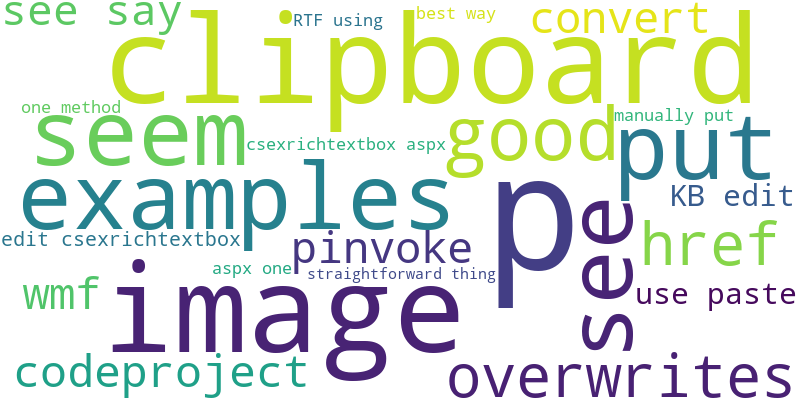 see say
RTF using
best way
convert
clipboard
one method
seem
csexrichtextbox aspx
good
manually put
put
examples
p
see
KB edit
edit csexrichtextbox
pinvoke
href
aspx one
straightforward thing
wmf
image
use paste
codeproject
overwrites